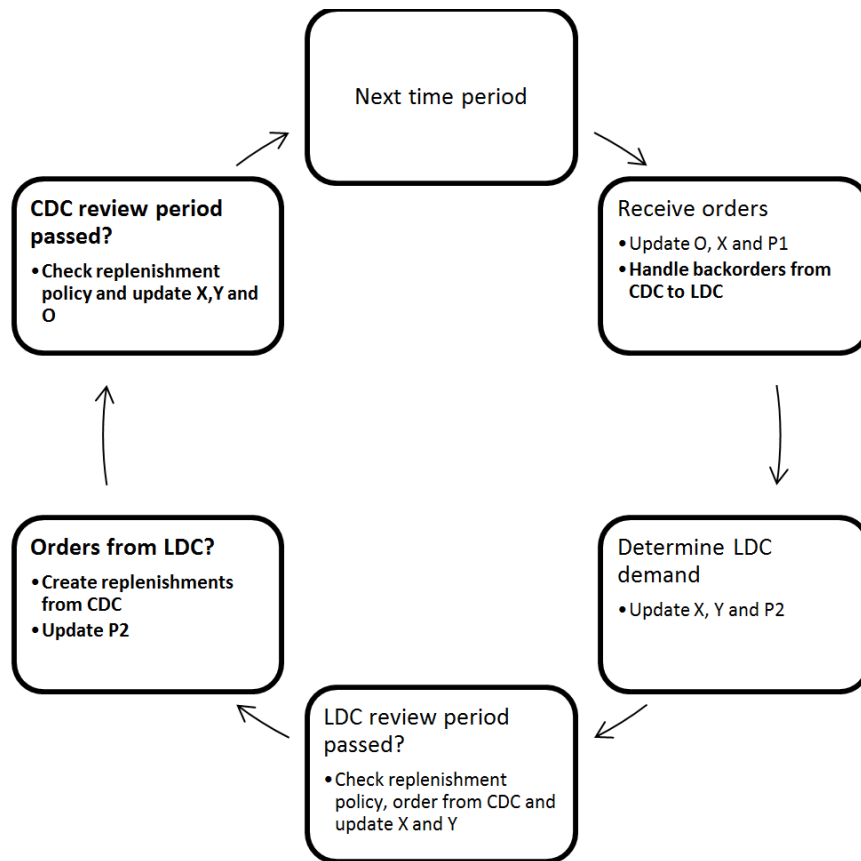 Next time period
Receive orders
•Update O, X and P1
•Handle backorders from
CDC to LDC
Determine LDC
demand
•Update X, Y and P2
LDC review period
passed?
•Check replenishment
policy, order from CDC and
update X and Y
Orders from LDC?
•Create replenishments
from CDC
•Update P2
CDC review period
passed?
•Check replenishment
policy and update X,Y and
O